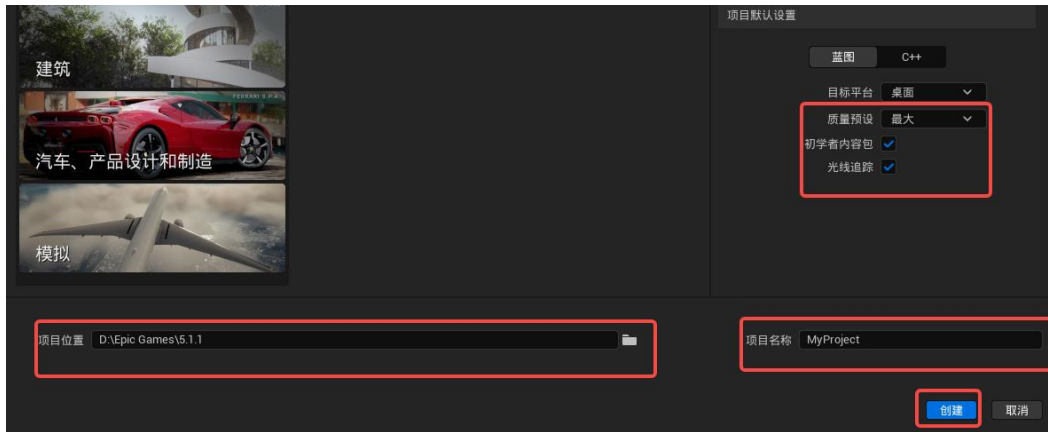 项目默认设置
建筑
蓝图 C++
目标平台 桌面
质量预设 最大
初学者内容包
光线追踪
FERRARI S.P.A.
汽车、产品设计和制造
模拟
项目位置 D:\Epic Games\5.1.1
项目名称 MyProject
创建 取消